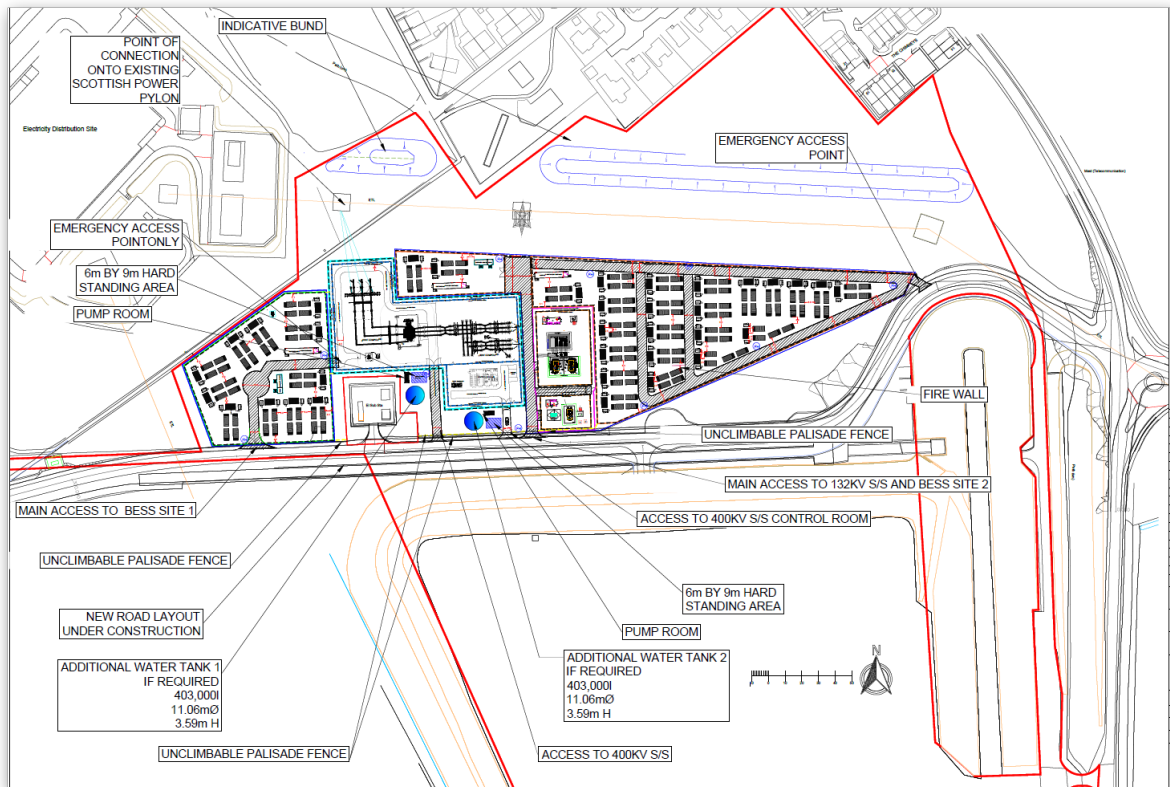 INDICATIVE BUND
POINT OF
CONNECTION
ONTO EXISTING
SCOTTISH POWER
PYLON
Electricity Distribution Site
THE CHIMNEYS
EMERGENCY ACCESS
POINT
Mast (Telecommunication)
EMERGENCY ACCESS
POINTONLY
6m BY 9m HARD
STANDING AREA
PUMP ROOM
FIRE WALL
UNCLIMBABLE PALISADE FENCE
MAIN ACCESS TO 132KV S/S AND BESS SITE 2
MAIN ACCESS TO BESS SITE 1
ACCESS TO 400KV S/S CONTROL ROOM
UNCLIMBABLE PALISADE FENCE
6m BY 9m HARD
STANDING AREA
NEW ROAD LAYOUT
UNDER CONSTRUCTION
PUMP ROOM
ADDITIONAL WATER TANK 1
IF REQUIRED
403,000l
11.06mØ
3.59m H
ADDITIONAL WATER TANK 2
IF REQUIRED
403,000l
11.06mØ
3.59m H
N
UNCLIMBABLE PALISADE FENCE
ACCESS TO 400KV S/S